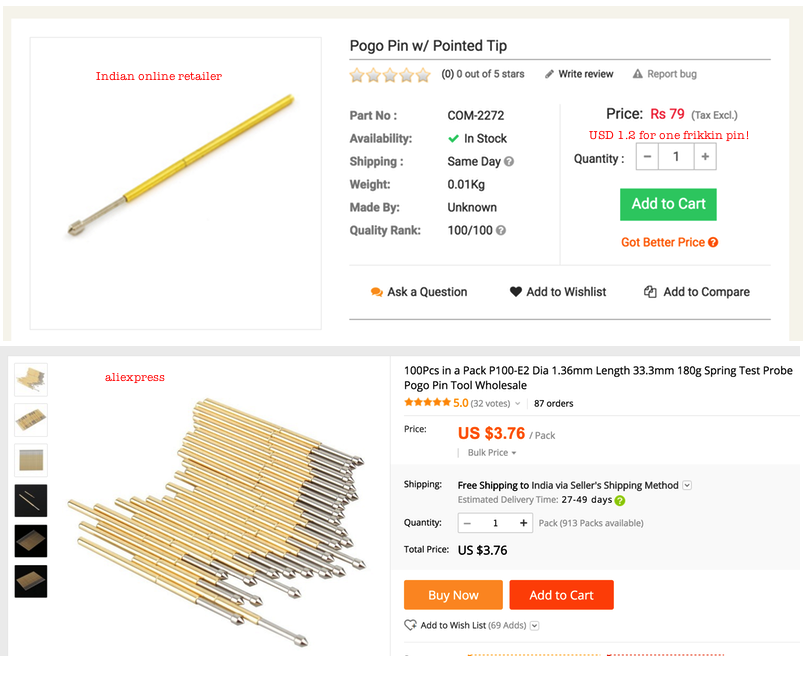 Indian online retailer
Pogo Pin w/ Pointed Tip
(0) 0 out of 5 stars Write review Report bug
Part No : COM-2272
Availability: In Stock
Shipping : Same Day
Weight: 0.01Kg
Made By: Unknown
Quality Rank: 100/100
Price: Rs 79 (Tax Excl.)
USD 1.2 for one frikkin pin!
Quantity : − 1 +
Add to Cart
Got Better Price
Ask a Question Add to Wishlist Add to Compare
aliexpress
100Pcs in a Pack P100-E2 Dia 1.36mm Length 33.3mm 180g Spring Test Probe
Pogo Pin Tool Wholesale
5.0 (32 votes) 87 orders
Price: US $3.76 / Pack
Bulk Price
Shipping: Free Shipping to India via Seller's Shipping Method
Estimated Delivery Time: 27-49 days
Quantity: − 1 + Pack (913 Packs available)
Total Price: US $3.76
Buy Now Add to Cart
Add to Wish List (69 Adds)